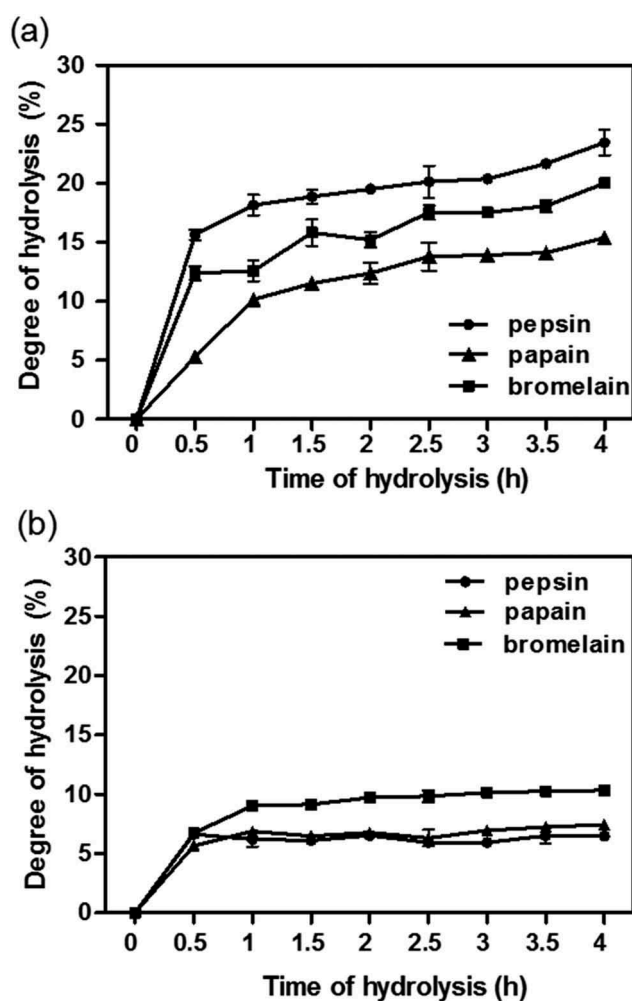 (a)
Degree of hydrolysis (%)
30
25
20
15
10
5
0
pepsin
papain
bromelain
0 0.5 1 1.5 2 2.5 3 3.5 4
Time of hydrolysis (h)
(b)
Degree of hydrolysis (%)
30
25
20
15
10
5
0
pepsin
papain
bromelain
0 0.5 1 1.5 2 2.5 3 3.5 4
Time of hydrolysis (h)